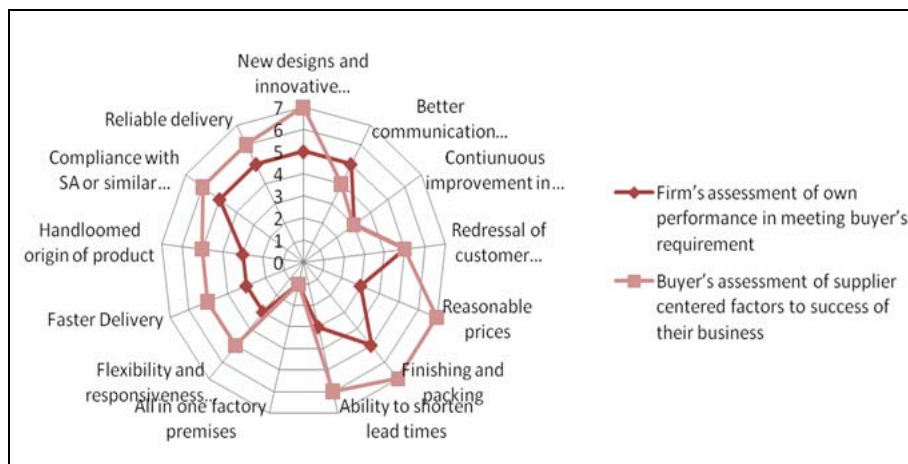 New designs and
innovative...
Better
communication...
Contiunuous
improvement in...
Redressal of
customer...
Reasonable
prices
Finishing and
packing
Ability to shorten
lead times
All in one factory
premises
Flexibility and
responsiveness...
Faster Delivery
Handloomed
origin of product
Compliance with
SA or similar...
Reliable delivery
7
6
5
4
3
2
1
0
Firm's assessment of own
performance in meeting buyer's
requirement
Buyer's assessment of supplier
centered factors to success of
their business